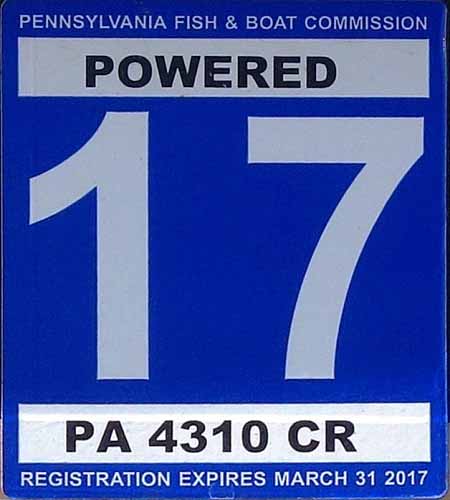 PENNSYLVANIA FISH & BOAT COMMISSION
POWERED
17
PA 4310 CR
REGISTRATION EXPIRES MARCH 31 2017